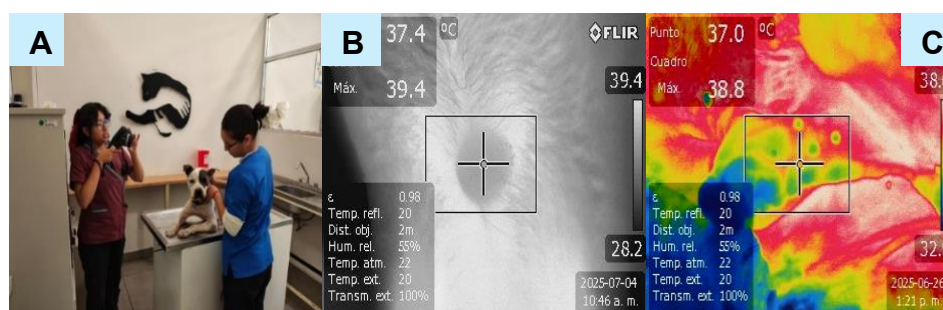 A
B
37.4 °C
FLIR
Máx. 39.4
39.4
ε 0.98
Temp. refl. 20
Dist. obj. 2m
Hum. rel. 55%
Temp. atm. 22
Temp. ext. 20
Transm. ext. 100%
28.2
2025-07-04
10:46 a. m.
C
Punto 37.0 °C
Cuadro
Máx. 38.8
38.
ε 0.98
Temp. refl. 20
Dist. obj. 2m
Hum. rel. 55%
Temp. atm. 22
Temp. ext. 20
Transm. ext. 100%
32.
2025-06-26
1:21 p. m.